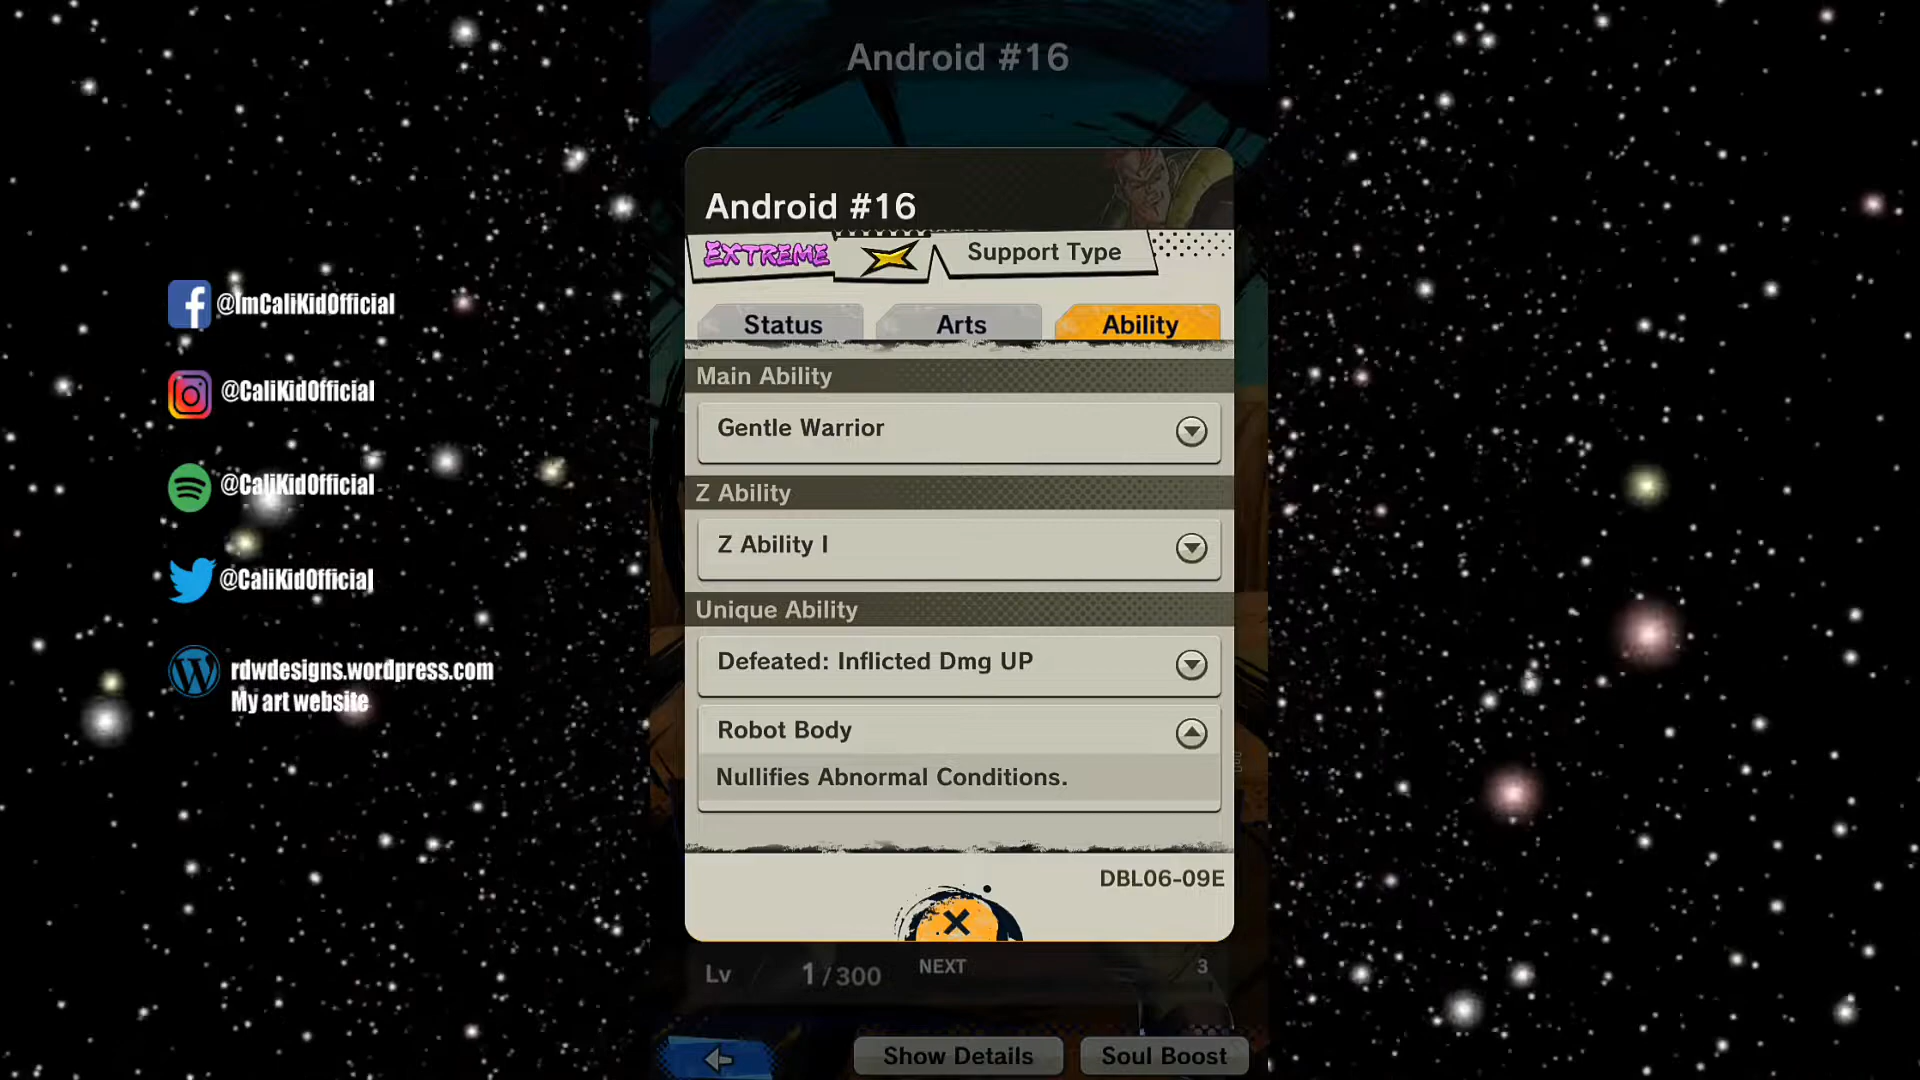 Android #16
Android #16
EXTREME
Support Type
Status
Arts
Ability
Main Ability
Gentle Warrior
Z Ability
Z Ability I
Unique Ability
Defeated: Inflicted Dmg UP
Robot Body
Nullifies Abnormal Conditions.
DBL06-09E
Lv 1/300 NEXT 3
Show Details
Soul Boost
@ImCaliKidOfficial
@CaliKidOfficial
@CaliKidOfficial
@CaliKidOfficial
rdwdesigns.wordpress.com
My art website